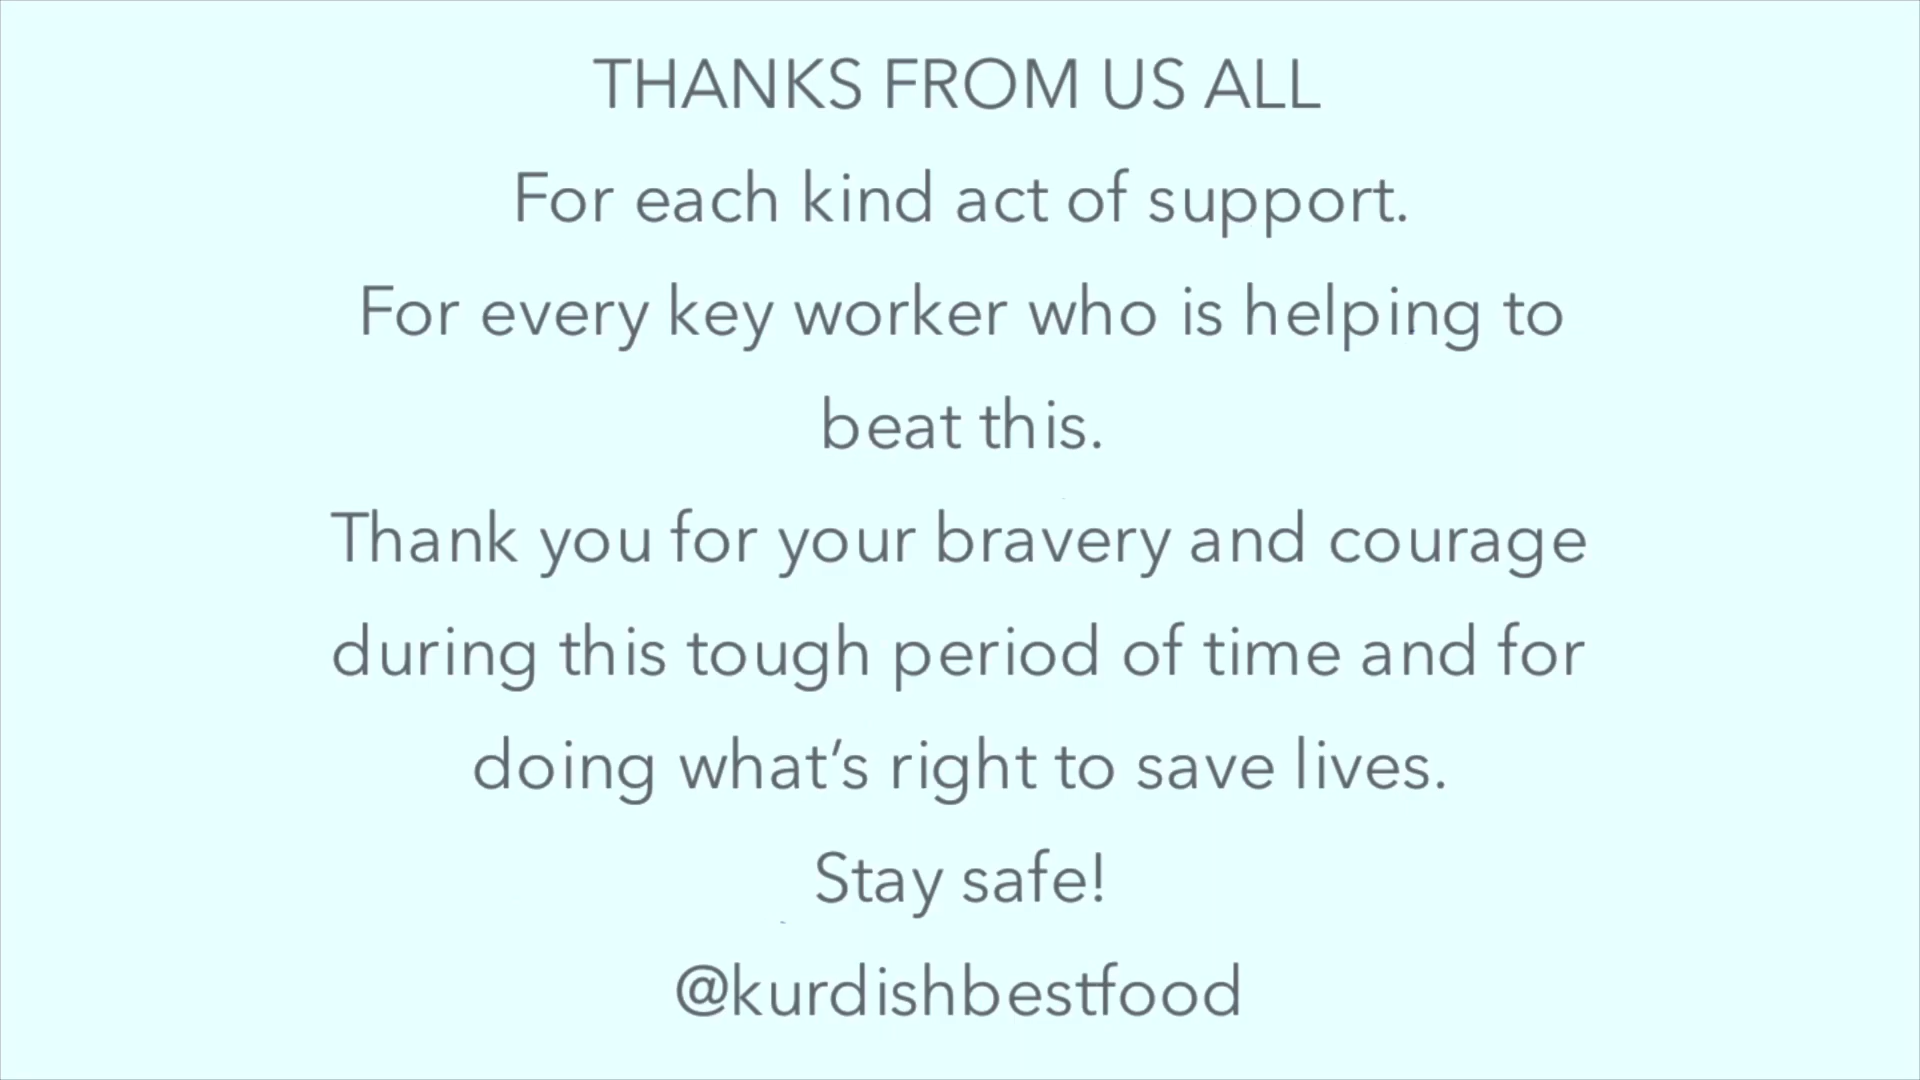 THANKS FROM US ALL
For each kind act of support.
For every key worker who is helping to
beat this.
Thank you for your bravery and courage
during this tough period of time and for
doing what’s right to save lives.
Stay safe!
@kurdishbestfood